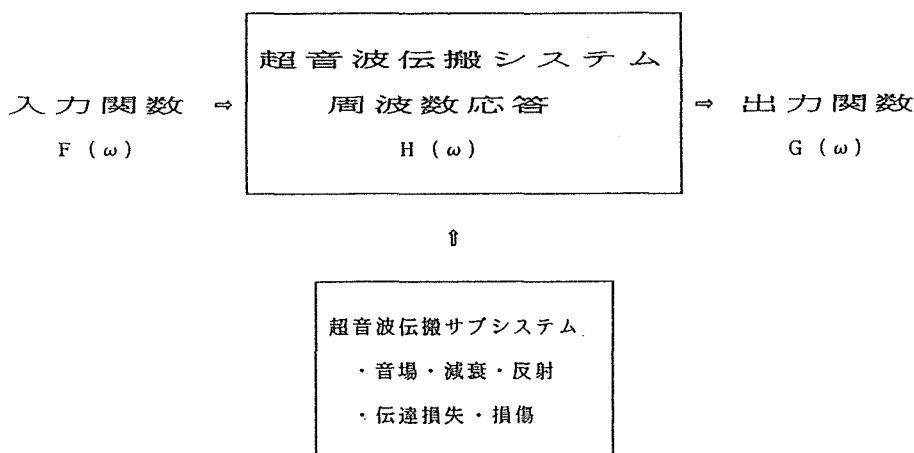 超音波伝搬システム
入力関数 ⇒ 周波数応答 ⇒ 出力関数
F (ω) H (ω) G (ω)
⇑
超音波伝搬サブシステム
・音場・減衰・反射
・伝達損失・損傷